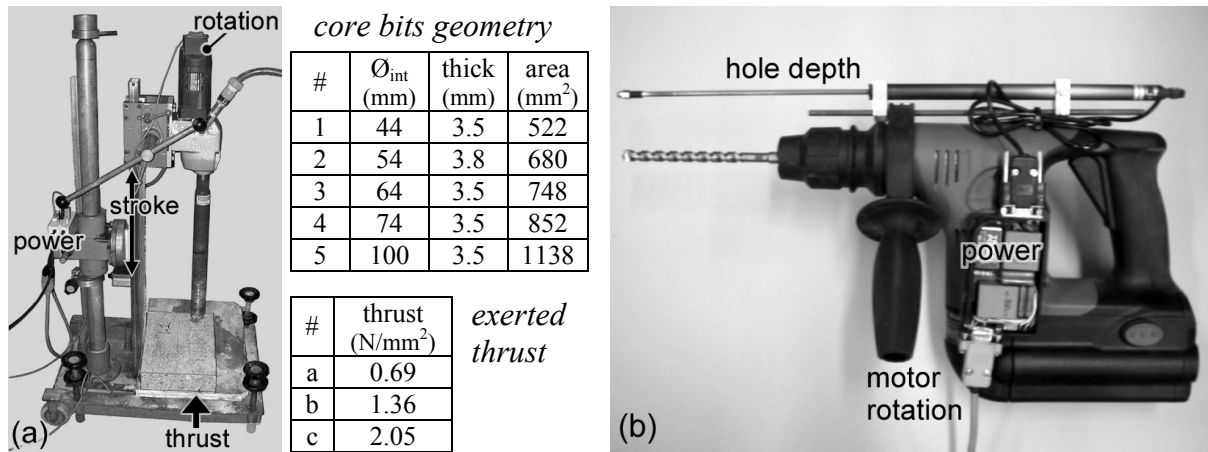 rotation
stroke
power
thrust
(a)
core bits geometry
# Ø_int (mm) thick (mm) area (mm²)
1 44 3.5 522
2 54 3.8 680
3 64 3.5 748
4 74 3.5 852
5 100 3.5 1138
# thrust (N/mm²)
a 0.69
b 1.36
c 2.05
exerted
thrust
hole depth
power
motor
rotation
(b)